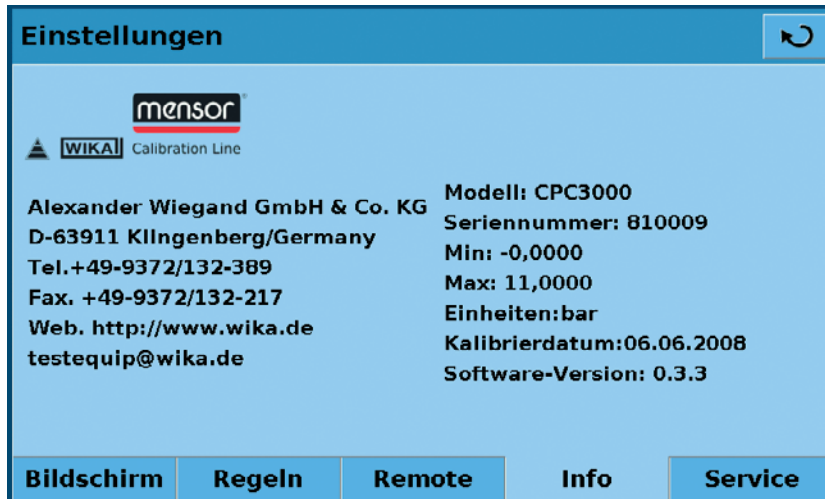 Einstellungen
mensor®
WIKA Calibration Line
Alexander Wiegand GmbH & Co. KG
D-63911 Klingenberg/Germany
Tel.+49-9372/132-389
Fax. +49-9372/132-217
Web. http://www.wika.de
testequip@wika.de
Modell: CPC3000
Seriennummer: 810009
Min: -0,0000
Max: 11,0000
Einheiten:bar
Kalibrierdatum:06.06.2008
Software-Version: 0.3.3
Bildschirm Regeln Remote Info Service